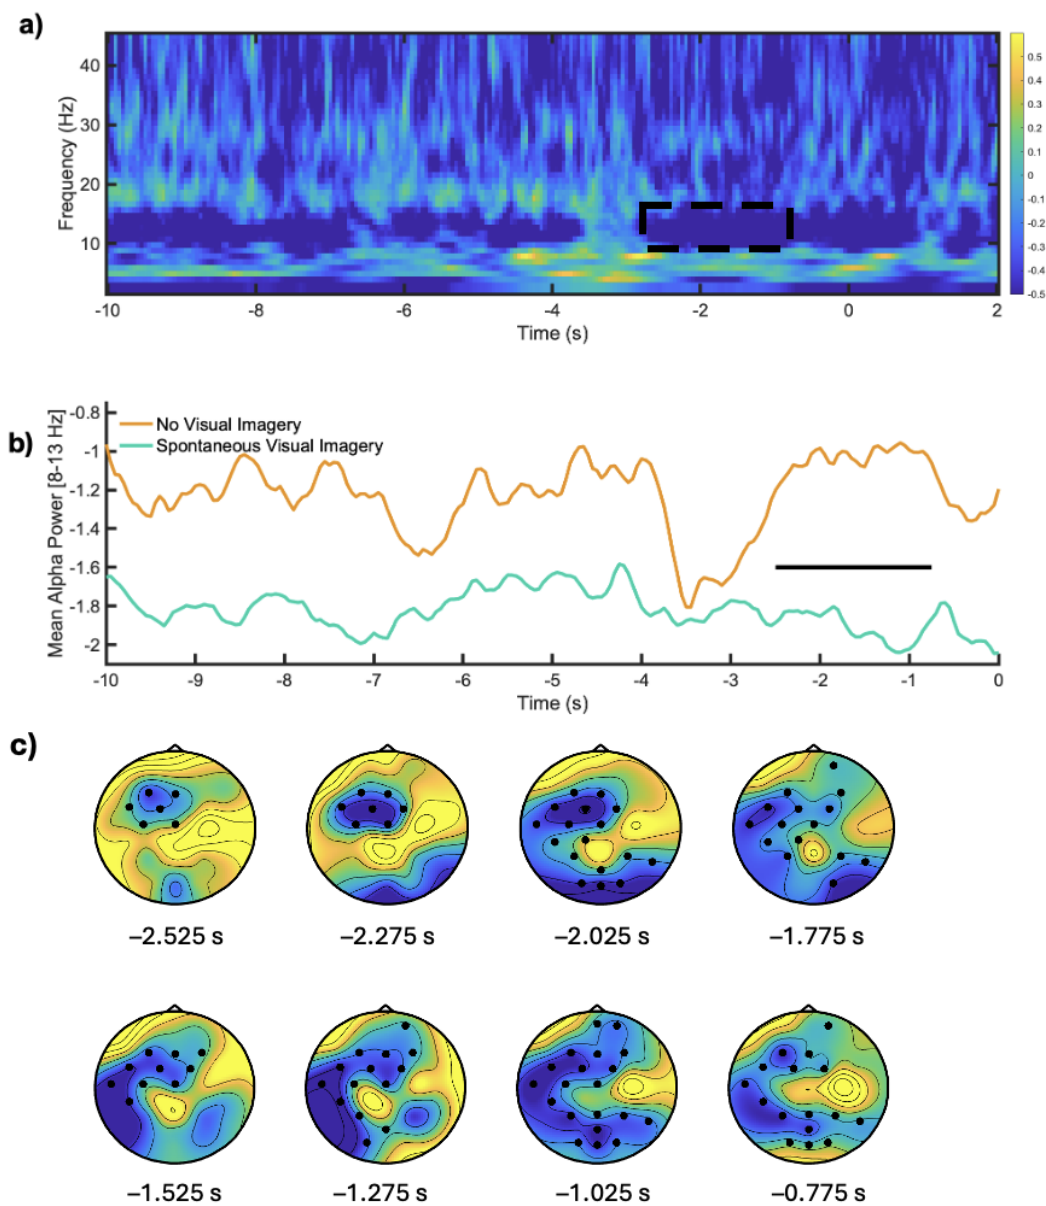 a)
Frequency (Hz)
40
30
20
10
-10 -8 -6 -4 -2 0 2
Time (s)
0.5
0.4
0.3
0.2
0.1
0
-0.1
-0.2
-0.3
-0.4
-0.5
b)
Mean Alpha Power [8-13 Hz]
-0.8
-1
-1.2
-1.4
-1.6
-1.8
-2
No Visual Imagery
Spontaneous Visual Imagery
-10 -9 -8 -7 -6 -5 -4 -3 -2 -1 0
Time (s)
c)
–2.525 s –2.275 s –2.025 s –1.775 s
–1.525 s –1.275 s –1.025 s –0.775 s